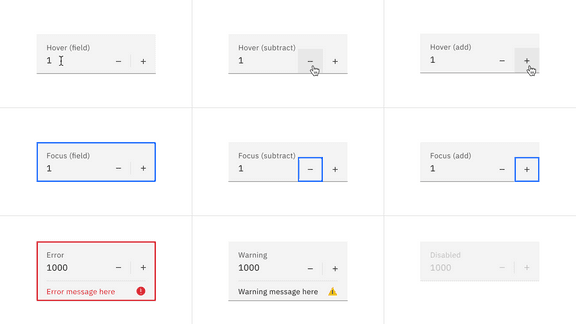 Hover (field)
1
Hover (subtract)
1
Hover (add)
1
Focus (field)
1
Focus (subtract)
1
Focus (add)
1
Error
1000
Error message here
Warning
1000
Warning message here
Disabled
1000